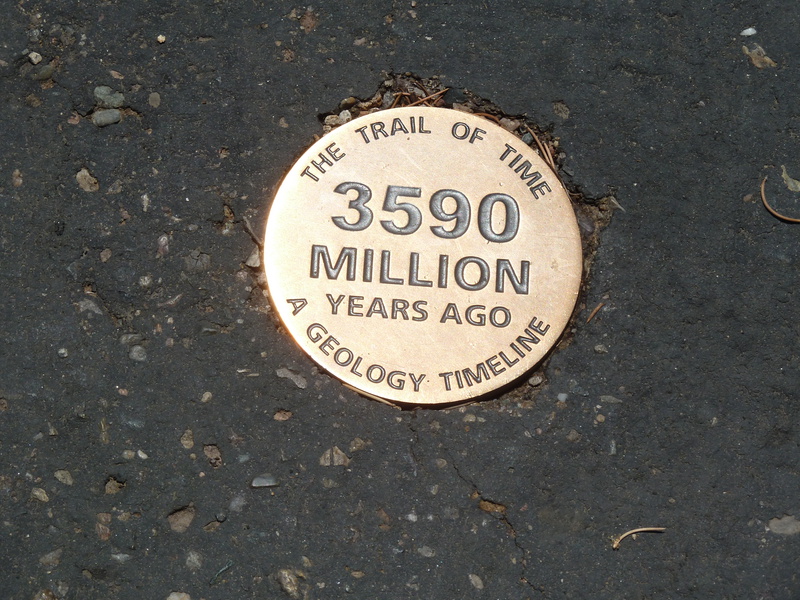 THE TRAIL OF TIME
3590
MILLION
YEARS AGO
A GEOLOGY TIMELINE